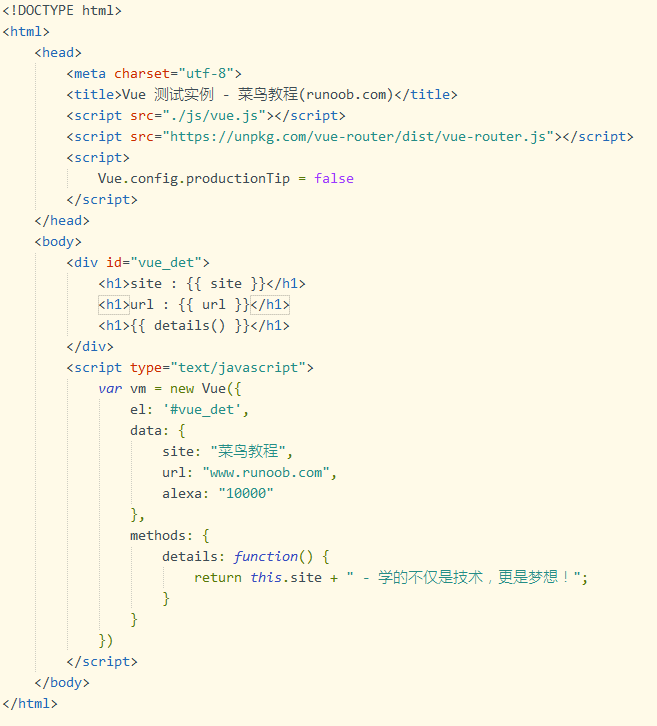 <!DOCTYPE html>
<html>
    <head>
        <meta charset="utf-8">
        <title>Vue 测试实例 - 菜鸟教程(runoob.com)</title>
        <script src="./js/vue.js"></script>
        <script src="https://unpkg.com/vue-router/dist/vue-router.js"></script>
        <script>
            Vue.config.productionTip = false
        </script>
    </head>
    <body>
        <div id="vue_det">
            <h1>site : {{ site }}</h1>
            <h1>url : {{ url }}</h1>
            <h1>{{ details() }}</h1>
        </div>
        <script type="text/javascript">
            var vm = new Vue({
                el: '#vue_det',
                data: {
                    site: "菜鸟教程",
                    url: "www.runoob.com",
                    alexa: "10000"
                },
                methods: {
                    details: function() {
                        return this.site + " - 学的不仅是技术，更是梦想！";
                    }
                }
            })
        </script>
    </body>
</html>